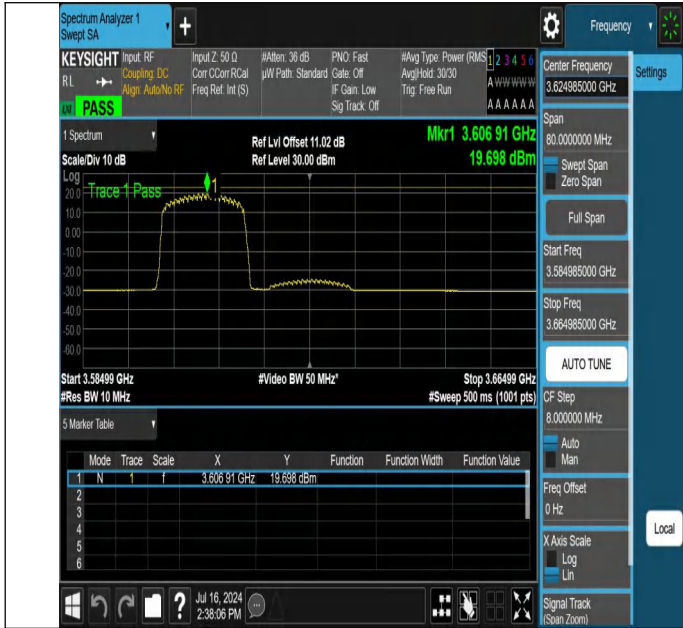 Spectrum Analyzer 1
Swept SA
+
Frequency
KEYSIGHT
RL
PASS
Input: RF
Coupling: DC
Align: Auto/No RF
Input Z: 50 Ω
Corr CCorr RCal
Freq Ref: Int (S)
#Atten: 36 dB
µW Path: Standard
PNO: Fast
Gate: Off
IF Gain: Low
Sig Track: Off
#Avg Type: Power (RMS
Avg|Hold: 30/30
Trig: Free Run
1 2 3 4 5 6
A W W W W W
A A A A A A
1 Spectrum
Scale/Div 10 dB
Ref Lvl Offset 11.02 dB
Ref Level 30.00 dBm
Mkr1 3.606 91 GHz
19.698 dBm
Log
Trace 1 Pass
1
20.0
10.0
0.00
-10.0
-20.0
-30.0
-40.0
-50.0
-60.0
Start 3.58499 GHz
#Res BW 10 MHz
#Video BW 50 MHz*
Stop 3.66499 GHz
#Sweep 500 ms (1001 pts)
5 Marker Table
Mode Trace Scale X Y Function Function Width Function Value
1 N 1 f 3.606 91 GHz 19.698 dBm
2
3
4
5
6
Jul 16, 2024
2:38:06 PM
?
Center Frequency
3.624985000 GHz
Settings
Span
80.0000000 MHz
Swept Span
Zero Span
Full Span
Start Freq
3.584985000 GHz
Stop Freq
3.664985000 GHz
AUTO TUNE
CF Step
8.000000 MHz
Auto
Man
Freq Offset
0 Hz
X Axis Scale
Log
Lin
Local
Signal Track
(Span Zoom)